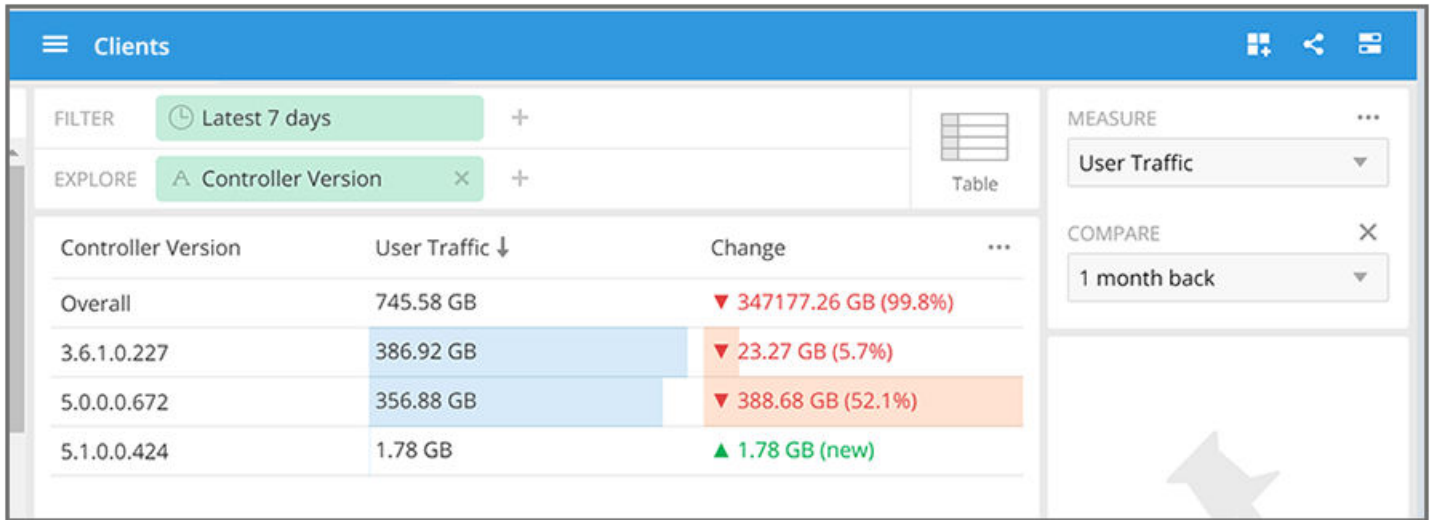 Clients
FILTER Latest 7 days +
EXPLORE A Controller Version × +
Table
MEASURE ...
User Traffic
COMPARE ×
1 month back
Controller Version User Traffic ↓ Change ...
Overall 745.58 GB ▼ 347177.26 GB (99.8%)
3.6.1.0.227 386.92 GB ▼ 23.27 GB (5.7%)
5.0.0.0.672 356.88 GB ▼ 388.68 GB (52.1%)
5.1.0.0.424 1.78 GB ▲ 1.78 GB (new)